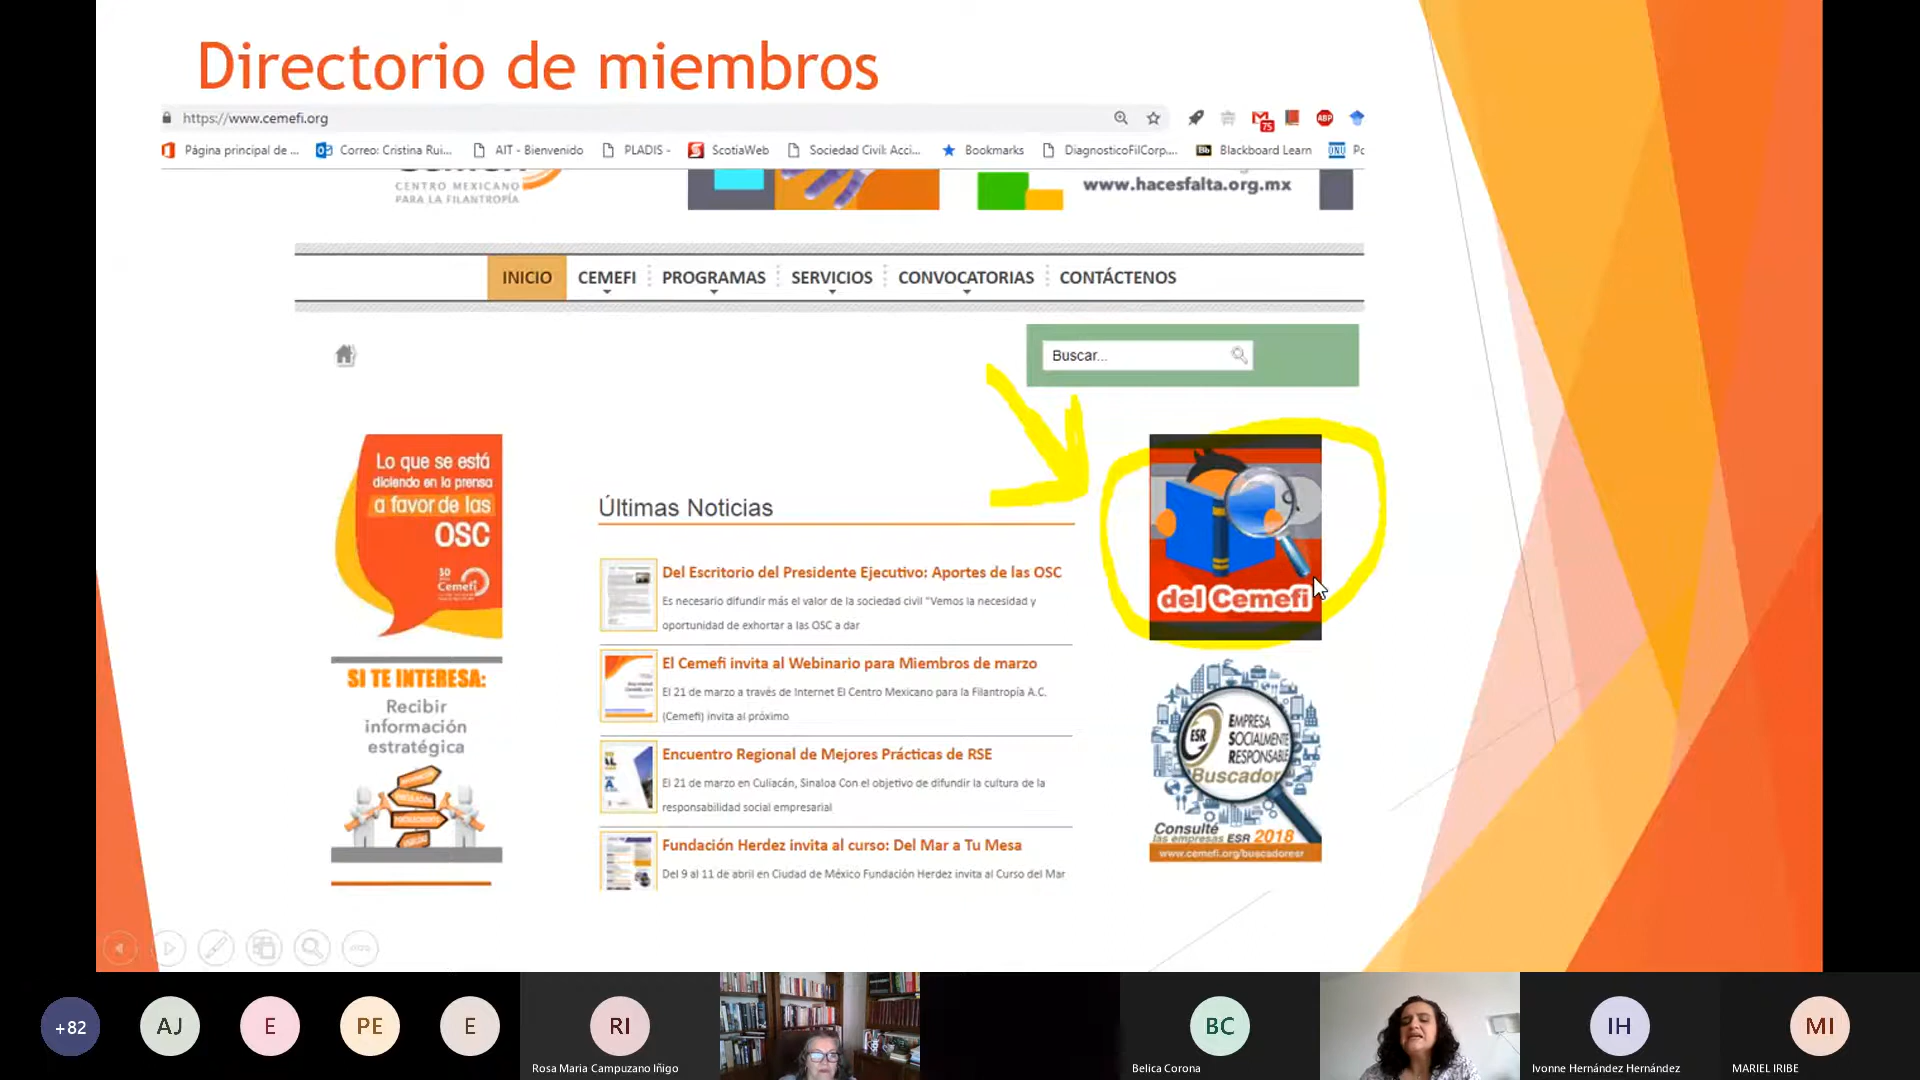 Directorio de miembros
https://www.cemefi.org
75
ABP
Página principal de ...
Correo: Cristina Rui...
AIT - Bienvenido
PLADIS -
ScotiaWeb
Sociedad Civil: Acci...
Bookmarks
DiagnosticoFilCorp....
Bb
Blackboard Learn
ONU
Pc
CENTRO MEXICANO
PARA LA FILANTROPÍA
www.hacesfalta.org.mx
INICIO
CEMEFI
PROGRAMAS
SERVICIOS
CONVOCATORIAS
CONTÁCTENOS
Buscar...
Lo que se está
diciendo en la prensa
a favor de las
OSC
30
Cemefi
SI TE INTERESA:
Recibir
información
estratégica
Últimas Noticias
Del Escritorio del Presidente Ejecutivo: Aportes de las OSC
Es necesario difundir más el valor de la sociedad civil "Vemos la necesidad y
oportunidad de exhortar a las OSC a dar
El Cemefi invita al Webinario para Miembros de marzo
El 21 de marzo a través de Internet El Centro Mexicano para la Filantropía A.C.
(Cemefi) invita al próximo
Encuentro Regional de Mejores Prácticas de RSE
El 21 de marzo en Culiacán, Sinaloa Con el objetivo de difundir la cultura de la
responsabilidad social empresarial
Fundación Herdez invita al curso: Del Mar a Tu Mesa
Del 9 al 11 de abril en Ciudad de México Fundación Herdez invita al Curso del Mar
del Cemefi
ESR
EMPRESA
SOCIALMENTE
RESPONSABLE
Buscador
Consulté
las empresas ESR 2018
www.cemefi.org/buscadoresr
+82
AJ
E
PE
E
RI
Rosa Maria Campuzano Iñigo
BC
Belica Corona
IH
Ivonne Hernández Hernández
MI
MARIEL IRIBE